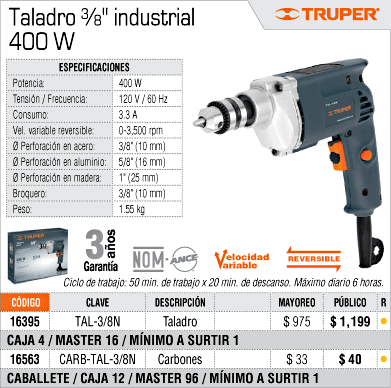 Taladro 3/8" industrial
400 W
TRUPER®
ESPECIFICACIONES
Potencia: 400 W
Tensión / Frecuencia: 120 V / 60 Hz
Consumo: 3.3 A
Vel. variable reversible: 0-3,500 rpm
Ø Perforación en acero: 3/8" (10 mm)
Ø Perforación en aluminio: 5/8" (16 mm)
Ø Perforación en madera: 1" (25 mm)
Broquero: 3/8" (10 mm)
Peso: 1.55 kg
TRUPER
3 años
Garantía
NOM-ANCE
Velocidad
Variable
REVERSIBLE
Ciclo de trabajo: 50 min. de trabajo x 20 min. de descanso. Máximo diario 6 horas.
CÓDIGO CLAVE DESCRIPCIÓN MAYOREO PÚBLICO R
16395 TAL-3/8N Taladro $ 975 $ 1,199
CAJA 4 / MASTER 16 / MÍNIMO A SURTIR 1
16563 CARB-TAL-3/8N Carbones $ 33 $ 40
CABALLETE / CAJA 12 / MASTER 96 / MÍNIMO A SURTIR 1